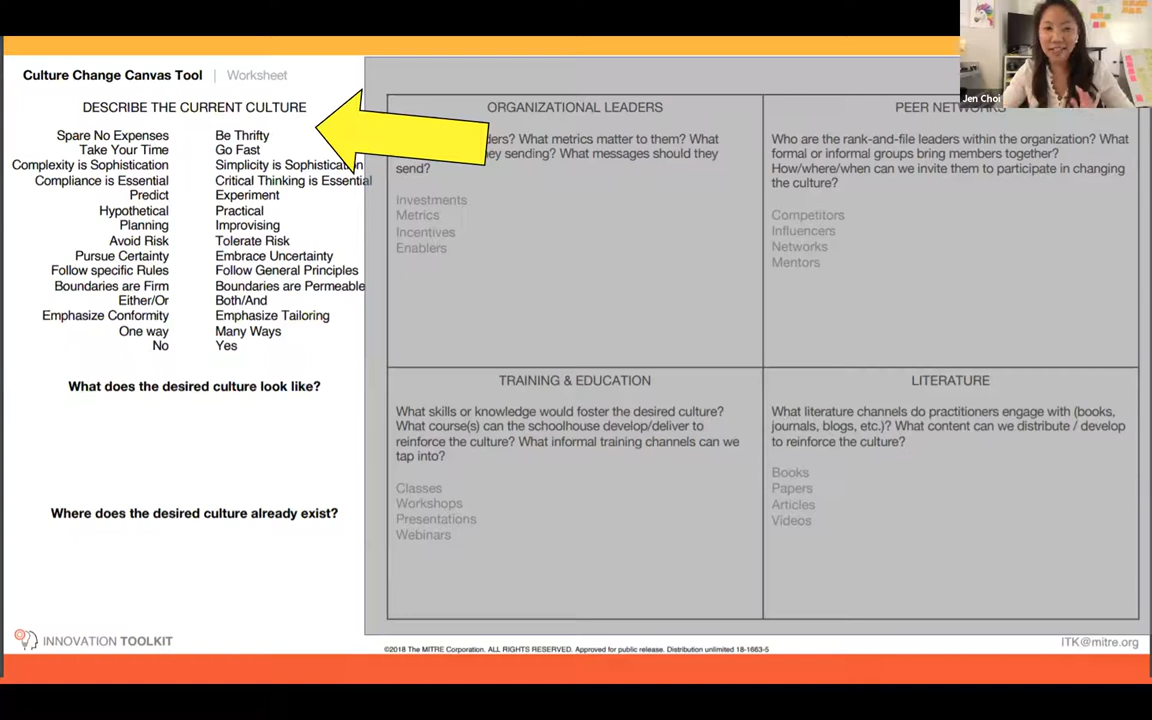 Jen Choi
Culture Change Canvas Tool | Worksheet
DESCRIBE THE CURRENT CULTURE
Spare No Expenses Be Thrifty
Take Your Time Go Fast
Complexity is Sophistication Simplicity is Sophistication
Compliance is Essential Critical Thinking is Essential
Predict Experiment
Hypothetical Practical
Planning Improvising
Avoid Risk Tolerate Risk
Pursue Certainty Embrace Uncertainty
Follow specific Rules Follow General Principles
Boundaries are Firm Boundaries are Permeable
Either/Or Both/And
Emphasize Conformity Emphasize Tailoring
One way Many Ways
No Yes
What does the desired culture look like?
Where does the desired culture already exist?
ORGANIZATIONAL LEADERS
What metrics matter to them? What
sending? What messages should they
send?
Investments
Metrics
Incentives
Enablers
PEER
Who are the rank-and-file leaders within the organization? What
formal or informal groups bring members together?
How/where/when can we invite them to participate in changing
the culture?
Competitors
Influencers
Networks
Mentors
TRAINING & EDUCATION
What skills or knowledge would foster the desired culture?
What course(s) can the schoolhouse develop/deliver to
reinforce the culture? What informal training channels can we
tap into?
Classes
Workshops
Presentations
Webinars
LITERATURE
What literature channels do practitioners engage with (books,
journals, blogs, etc.)? What content can we distribute / develop
to reinforce the culture?
Books
Papers
Articles
Videos
INNOVATION TOOLKIT
©2018 The MITRE Corporation. ALL RIGHTS RESERVED. Approved for public release. Distribution unlimited 18-1663-5
ITK@mitre.org